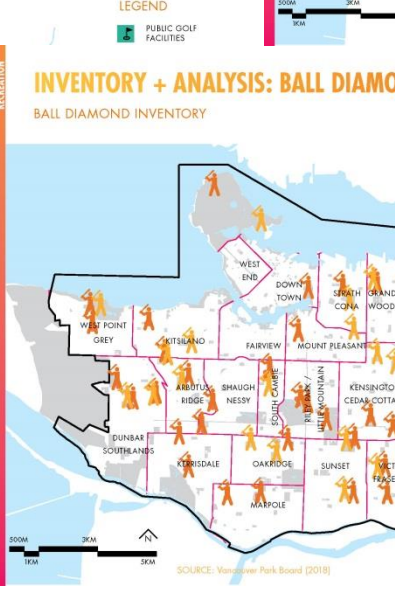 LEGEND
PUBLIC GOLF
FACILITIES
500M 3KM
1KM
RECREATION
INVENTORY + ANALYSIS: BALL DIAMO
BALL DIAMOND INVENTORY
WEST
END
DOWN
TOWN
STRATH
CONA
GRAND
WOOD
WEST POINT
GREY
KITSILANO
FAIRVIEW
MOUNT PLEASANT
ARBUTUS
RIDGE
SHAUGH
NESSY
SOUTH CAMBIE
RILEY PARK /
LITTLE MOUNTAIN
KENSINGTO
CEDAR COTTA
DUNBAR
SOUTHLANDS
KERRISDALE
OAKRIDGE
SUNSET
VICT
FRASE
MARPOLE
500M 3KM
1KM 5KM
N
SOURCE: Vancouver Park Board (2018)